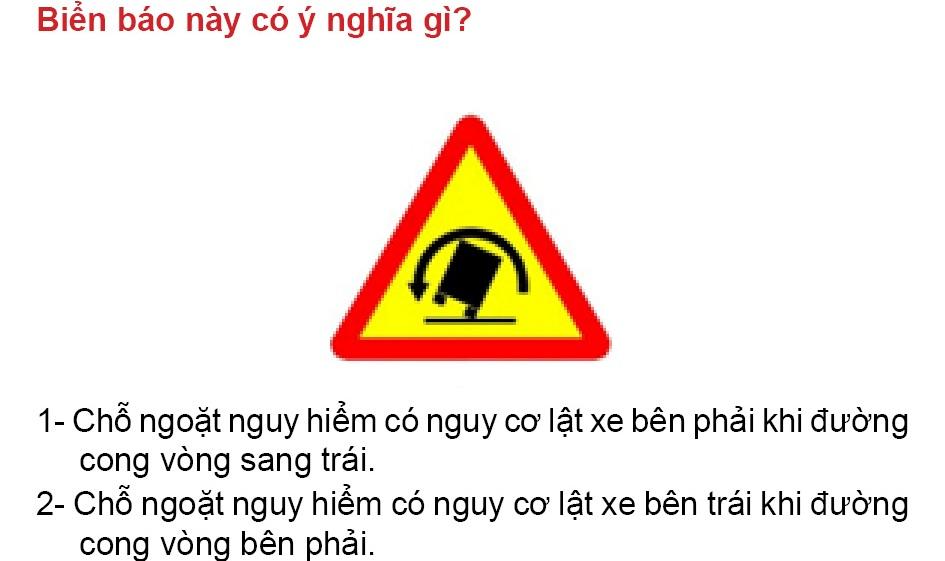 Biển báo này có ý nghĩa gì?
1- Chỗ ngoặt nguy hiểm có nguy cơ lật xe bên phải khi đường
cong vòng sang trái.
2- Chỗ ngoặt nguy hiểm có nguy cơ lật xe bên trái khi đường
cong vòng bên phải.